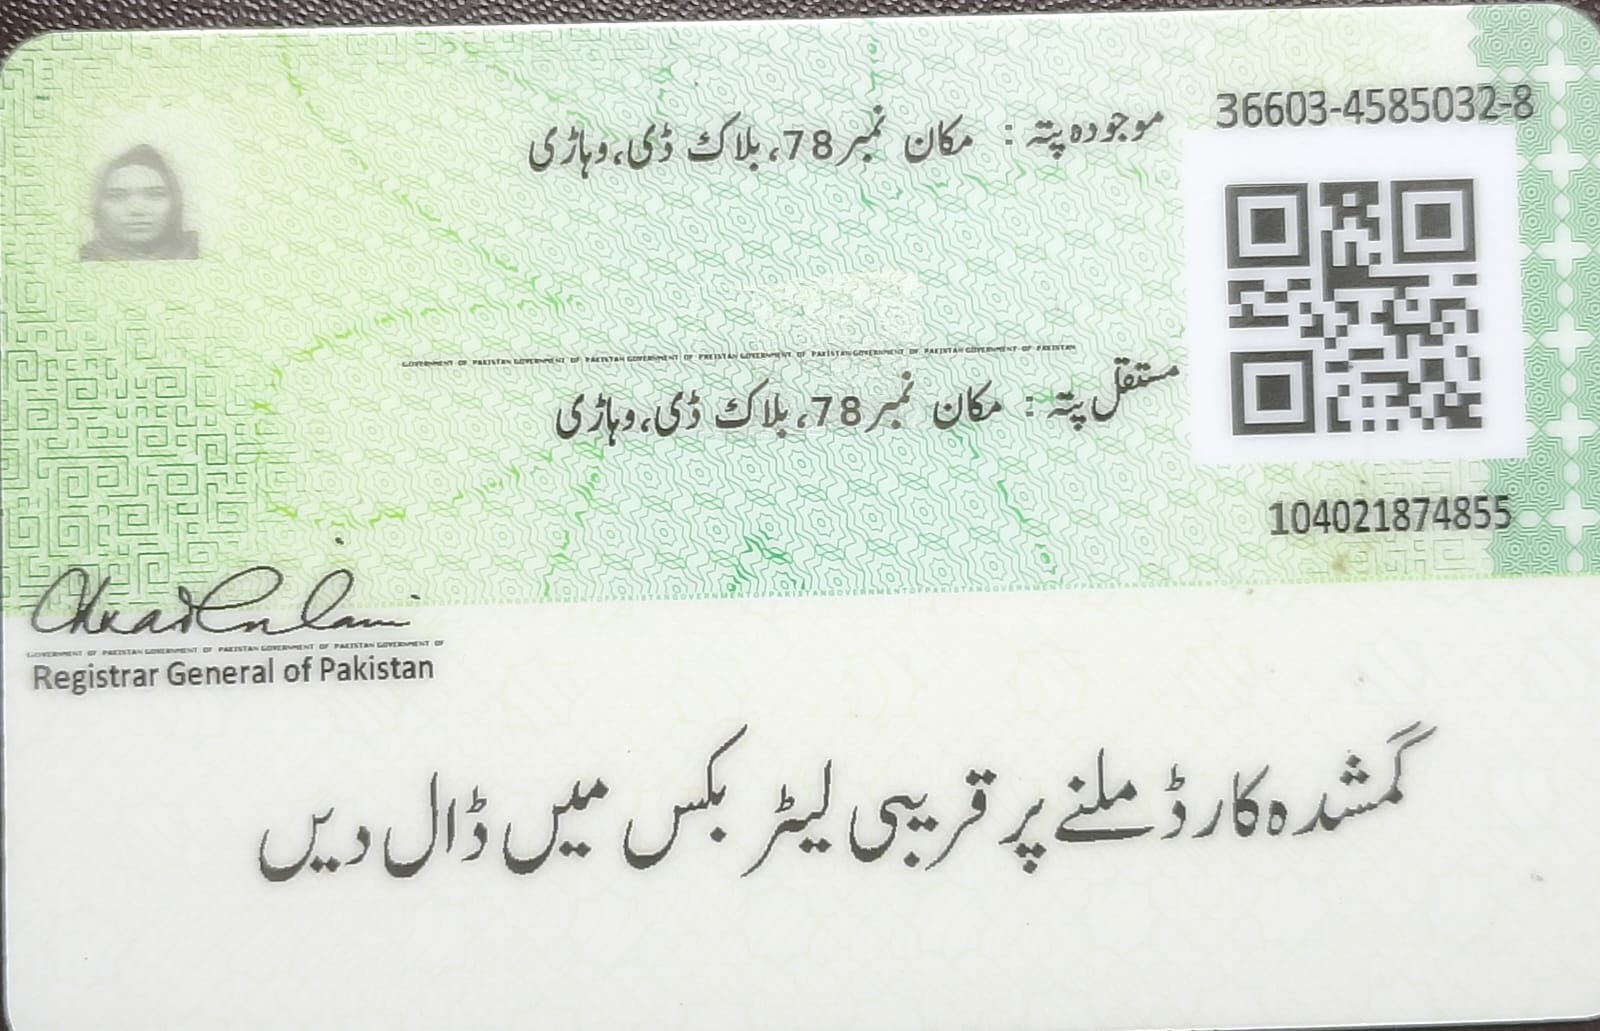 36603-4585032-8
موجودہ پتہ : مکان نمبر 78، بلاک ڈی، وہاڑی
GOVERNMENT OF PAKISTAN GOVERNMENT OF PAKISTAN GOVERNMENT OF PAKISTAN GOVERNMENT OF PAKISTAN GOVERNMENT OF PAKISTAN GOVERNMENT OF PAKISTAN
مستقل پتہ : مکان نمبر 78، بلاک ڈی، وہاڑی
104021874855
GOVERNMENT OF PAKISTAN GOVERNMENT OF PAKISTAN GOVERNMENT OF PAKISTAN GOVERNMENT OF
Registrar General of Pakistan
گمشدہ کارڈ ملنے پر قریبی لیٹر بکس میں ڈال دیں